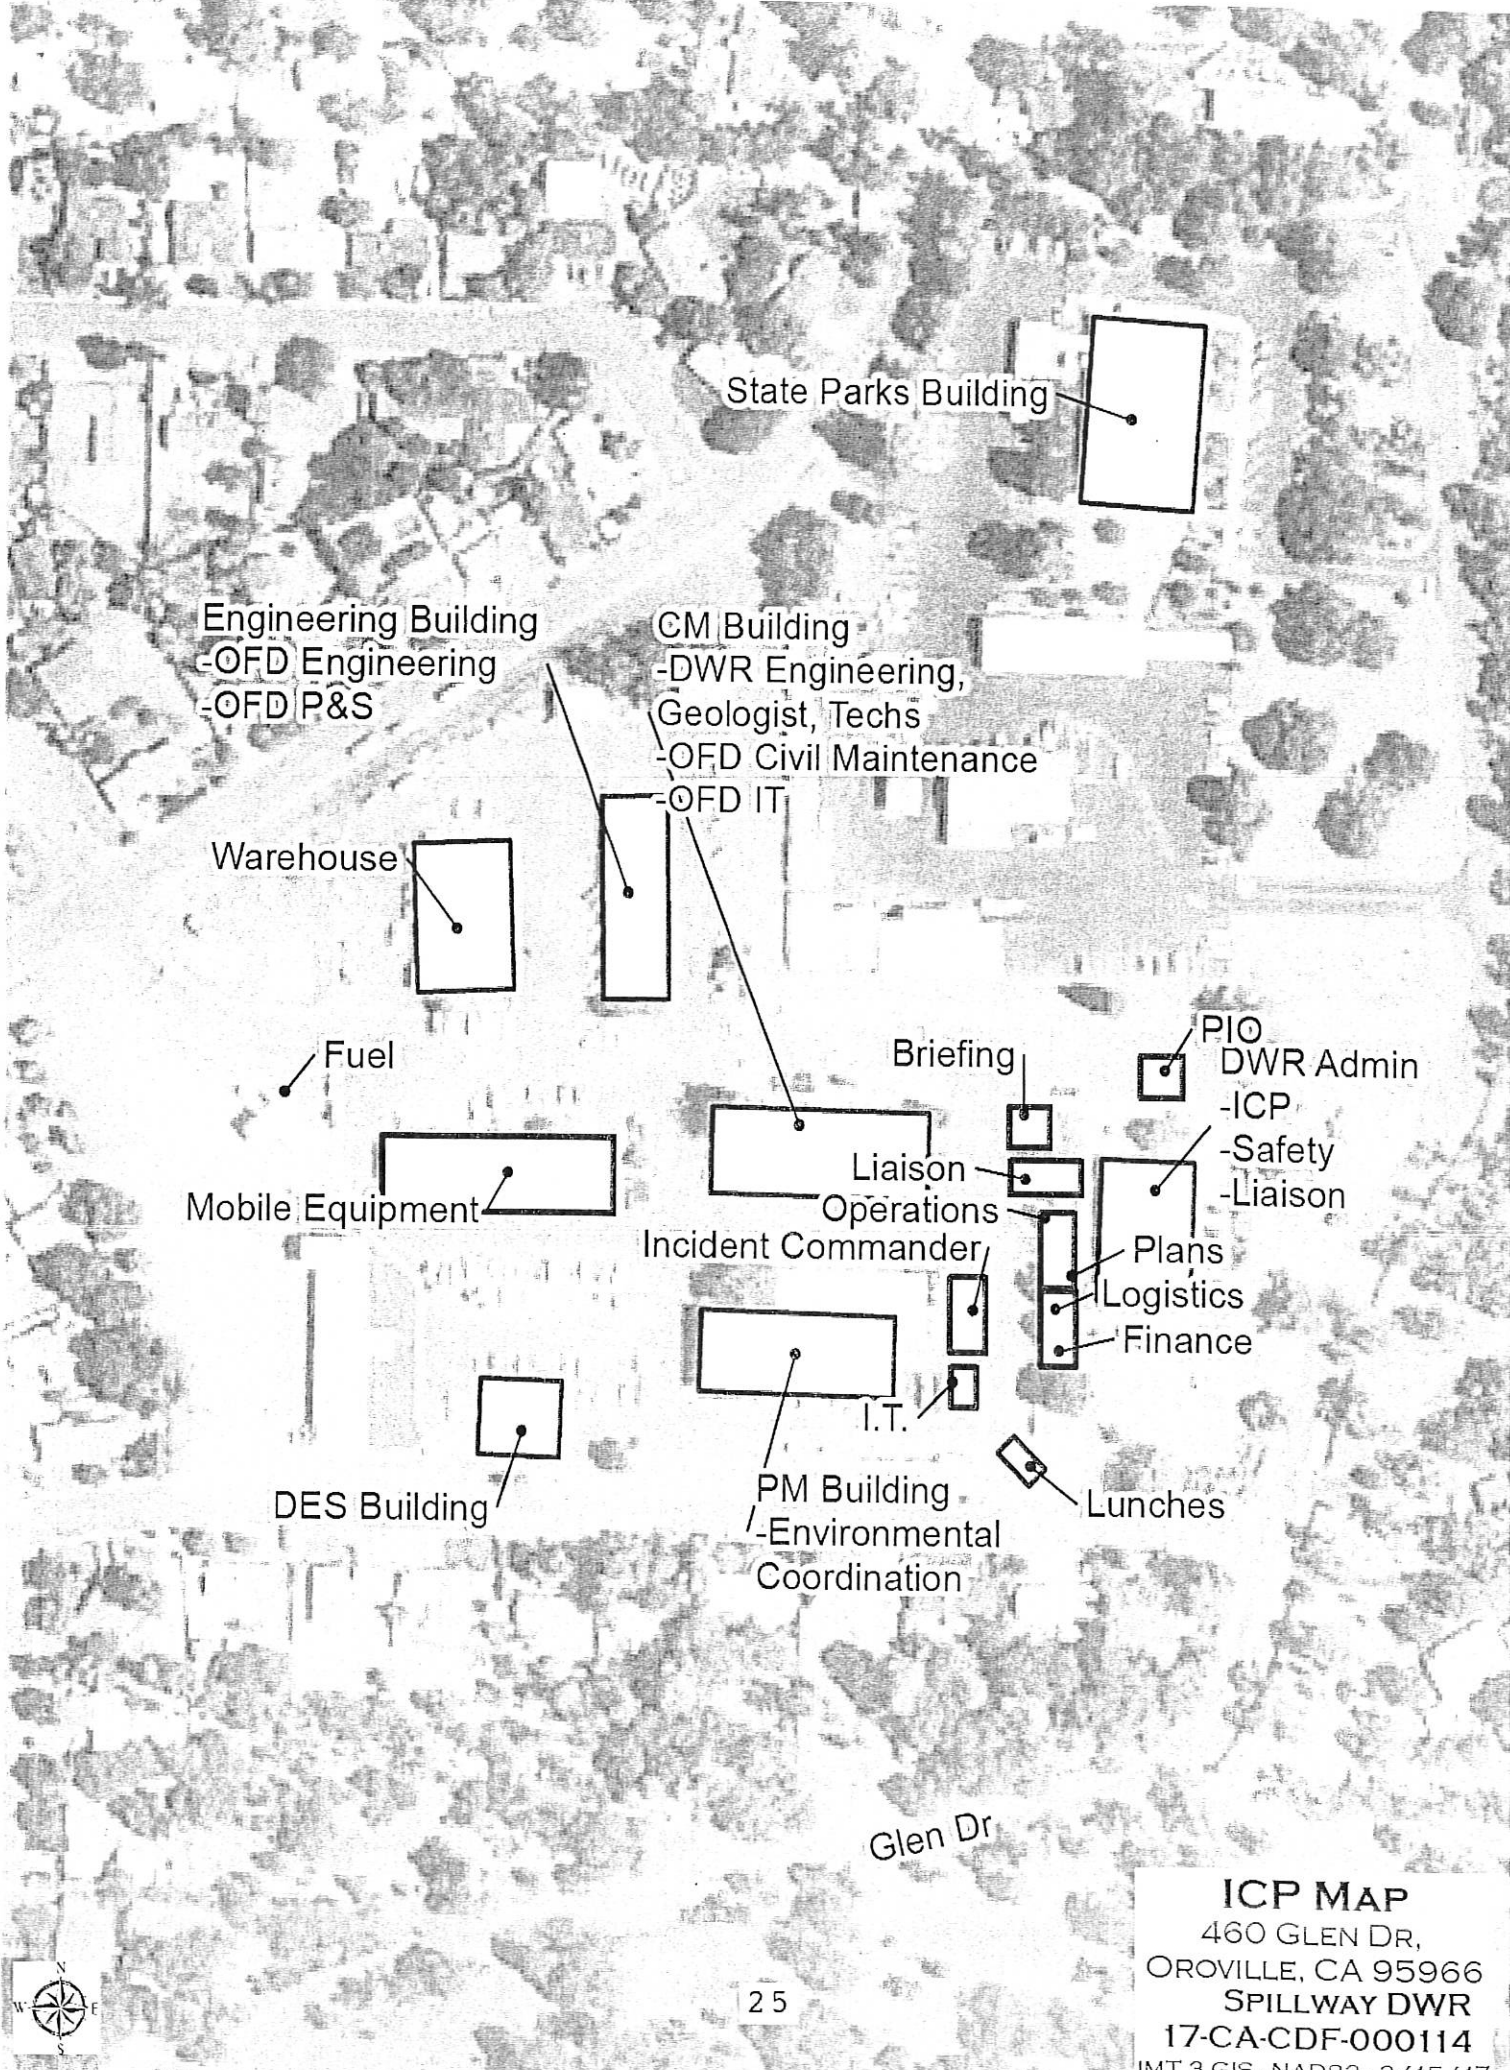 State Parks Building
Engineering Building
-OFD Engineering
-OFD P&S
CM Building
-DWR Engineering,
Geologist, Techs
-OFD Civil Maintenance
-OFD IT
Warehouse
Fuel
Briefing
PIO
DWR Admin
-ICP
-Safety
-Liaison
Mobile Equipment
Liaison
Operations
Incident Commander
Plans
Logistics
Finance
I.T.
DES Building
PM Building
-Environmental
Coordination
Lunches
Glen Dr
ICP MAP
460 GLEN DR,
OROVILLE, CA 95966
SPILLWAY DWR
17-CA-CDF-000114
IMT 3 GIS
N
W E
S
25